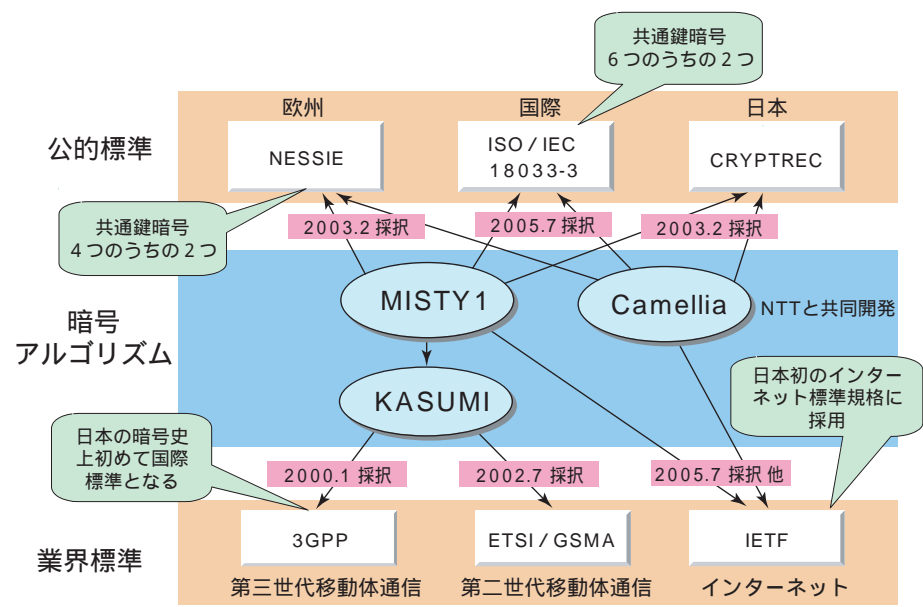 共通鍵暗号
6つのうちの2つ
欧州
国際
日本
公的標準
NESSIE
ISO / IEC
18033-3
CRYPTREC
共通鍵暗号
4つのうちの2つ
2003.2 採択
2005.7 採択
2003.2 採択
MISTY1
Camellia
NTTと共同開発
暗号
アルゴリズム
KASUMI
日本初のインター
ネット標準規格に
採用
日本の暗号史
上初めて国際
標準となる
2000.1 採択
2002.7 採択
2005.7 採択 他
業界標準
3GPP
ETSI / GSMA
IETF
第三世代移動体通信
第二世代移動体通信
インターネット